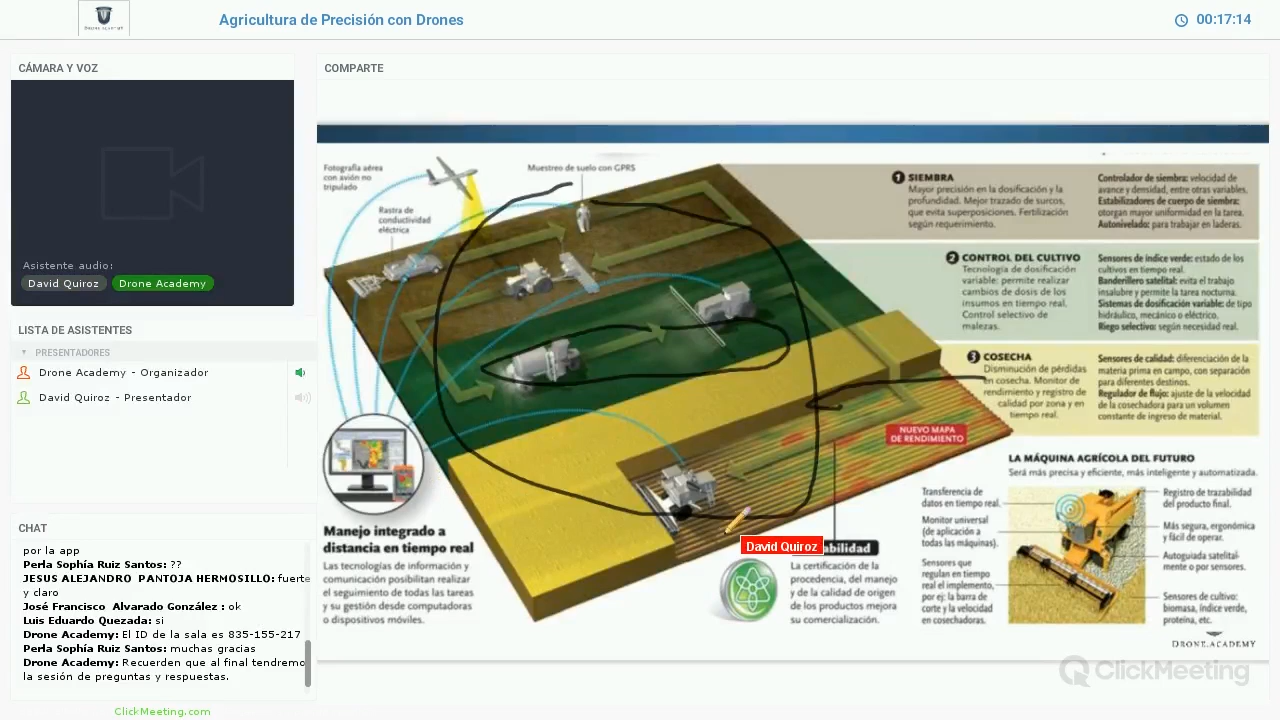 DRONE.ACADEMY
Agricultura de Precisión con Drones
00:17:14
CÁMARA Y VOZ
Asistente audio:
David Quiroz
Drone Academy
LISTA DE ASISTENTES
PRESENTADORES
Drone Academy - Organizador
David Quiroz - Presentador
CHAT
por la app
Perla Sophía Ruiz Santos: ??
JESUS ALEJANDRO PANTOJA HERMOSILLO: fuerte
y claro
José Francisco Alvarado González : ok
Luis Eduardo Quezada: si
Drone Academy: El ID de la sala es 835-155-217
Perla Sophía Ruiz Santos: muchas gracias
Drone Academy: Recuerden que al final tendremo
la sesión de preguntas y respuestas.
ClickMeeting.com
COMPARTE
Fotografía aérea
con avión no
tripulado
Rastra de
conductividad
eléctrica
Muestreo de suelo con GPRS
1 SIEMBRA
Mayor precisión en la dosificación y la
profundidad. Mejor trazado de surcos,
que evita superposiciones. Fertilización
según requerimiento.
Controlador de siembra: velocidad de
avance y densidad, entre otras variables.
Estabilizadores de cuerpo de siembra:
otorgan mayor uniformidad en la tarea.
Autonivelado: para trabajar en laderas.
2 CONTROL DEL CULTIVO
Tecnología de dosificación
variable: permite realizar
cambios de dosis de los
insumos en tiempo real.
Control selectivo de
malezas.
Sensores de índice verde: estado de los
cultivos en tiempo real.
Banderillero satelital: evita el trabajo
insalubre y permite la tarea nocturna.
Sistemas de dosificación variable: de tipo
hidráulico, mecánico o eléctrico.
Riego selectivo: según necesidad real.
3 COSECHA
Disminución de pérdidas
en cosecha. Monitor de
rendimiento y registro de
calidad por zona y en
tiempo real.
Sensores de calidad: diferenciación de la
materia prima en campo, con separación
para diferentes destinos.
Regulador de flujo: ajuste de la velocidad
de la cosechadora para un volumen
constante de ingreso de material.
NUEVO MAPA
DE RENDIMIENTO
Manejo integrado a
distancia en tiempo real
Las tecnologías de información y
comunicación posibilitan realizar
el seguimiento de todas las tareas
y su gestión desde computadoras
o dispositivos móviles.
David Quiroz
abilidad
La certificación de la
procedencia, del manejo
y de la calidad de origen
de los productos mejora
su comercialización.
LA MÁQUINA AGRÍCOLA DEL FUTURO
Será más precisa y eficiente, más inteligente y automatizada.
Transferencia de
datos en tiempo real.
Monitor universal
(de aplicación a
todas las máquinas).
Sensores que
regulan en tiempo
real el implemento,
por ej: la barra de
corte y la velocidad
en cosechadoras.
Registro de trazabilidad
del producto final.
Más segura, ergonómica
y fácil de operar.
Autoguiada satelital-
mente o por sensores.
Sensores de cultivo:
biomasa, índice verde,
proteína, etc.
DRONE.ACADEMY
ClickMeeting